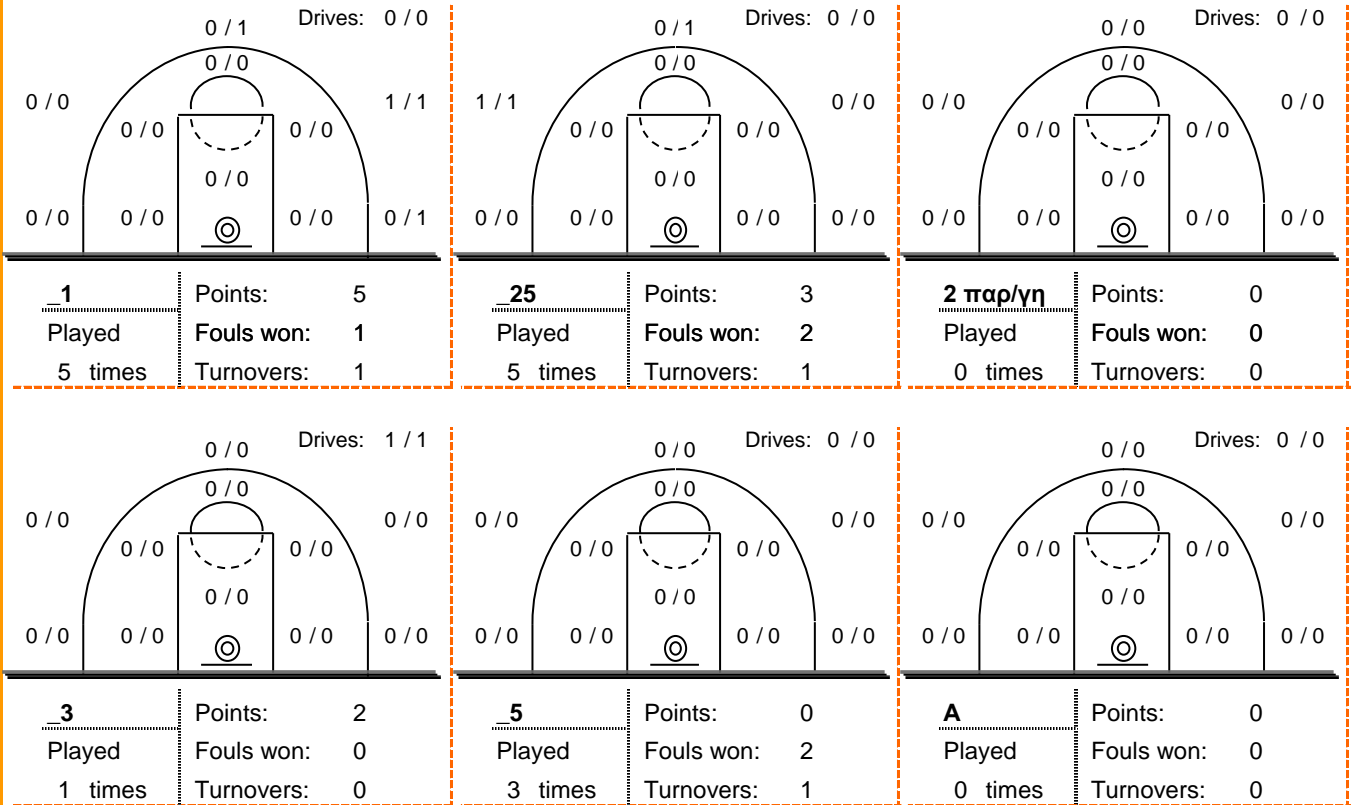 0 / 1 Drives: 0 / 0
0 / 0
0 / 0 1 / 1
0 / 0 0 / 0
0 / 0
0 / 0 0 / 0 0 / 0 0 / 1
_1 Points: 5
Played Fouls won: 1
5 times Turnovers: 1
0 / 1 Drives: 0 / 0
0 / 0
1 / 1 0 / 0
0 / 0 0 / 0
0 / 0
0 / 0 0 / 0 0 / 0 0 / 0
_25 Points: 3
Played Fouls won: 2
5 times Turnovers: 1
0 / 0 Drives: 0 / 0
0 / 0
0 / 0 0 / 0
0 / 0 0 / 0
0 / 0
0 / 0 0 / 0 0 / 0 0 / 0
2 παρ/γη Points: 0
Played Fouls won: 0
0 times Turnovers: 0
0 / 0 Drives: 1 / 1
0 / 0
0 / 0 0 / 0
0 / 0 0 / 0
0 / 0
0 / 0 0 / 0 0 / 0 0 / 0
_3 Points: 2
Played Fouls won: 0
1 times Turnovers: 0
0 / 0 Drives: 0 / 0
0 / 0
0 / 0 0 / 0
0 / 0 0 / 0
0 / 0
0 / 0 0 / 0 0 / 0 0 / 0
_5 Points: 0
Played Fouls won: 2
3 times Turnovers: 1
0 / 0 Drives: 0 / 0
0 / 0
0 / 0 0 / 0
0 / 0 0 / 0
0 / 0
0 / 0 0 / 0 0 / 0 0 / 0
A Points: 0
Played Fouls won: 0
0 times Turnovers: 0